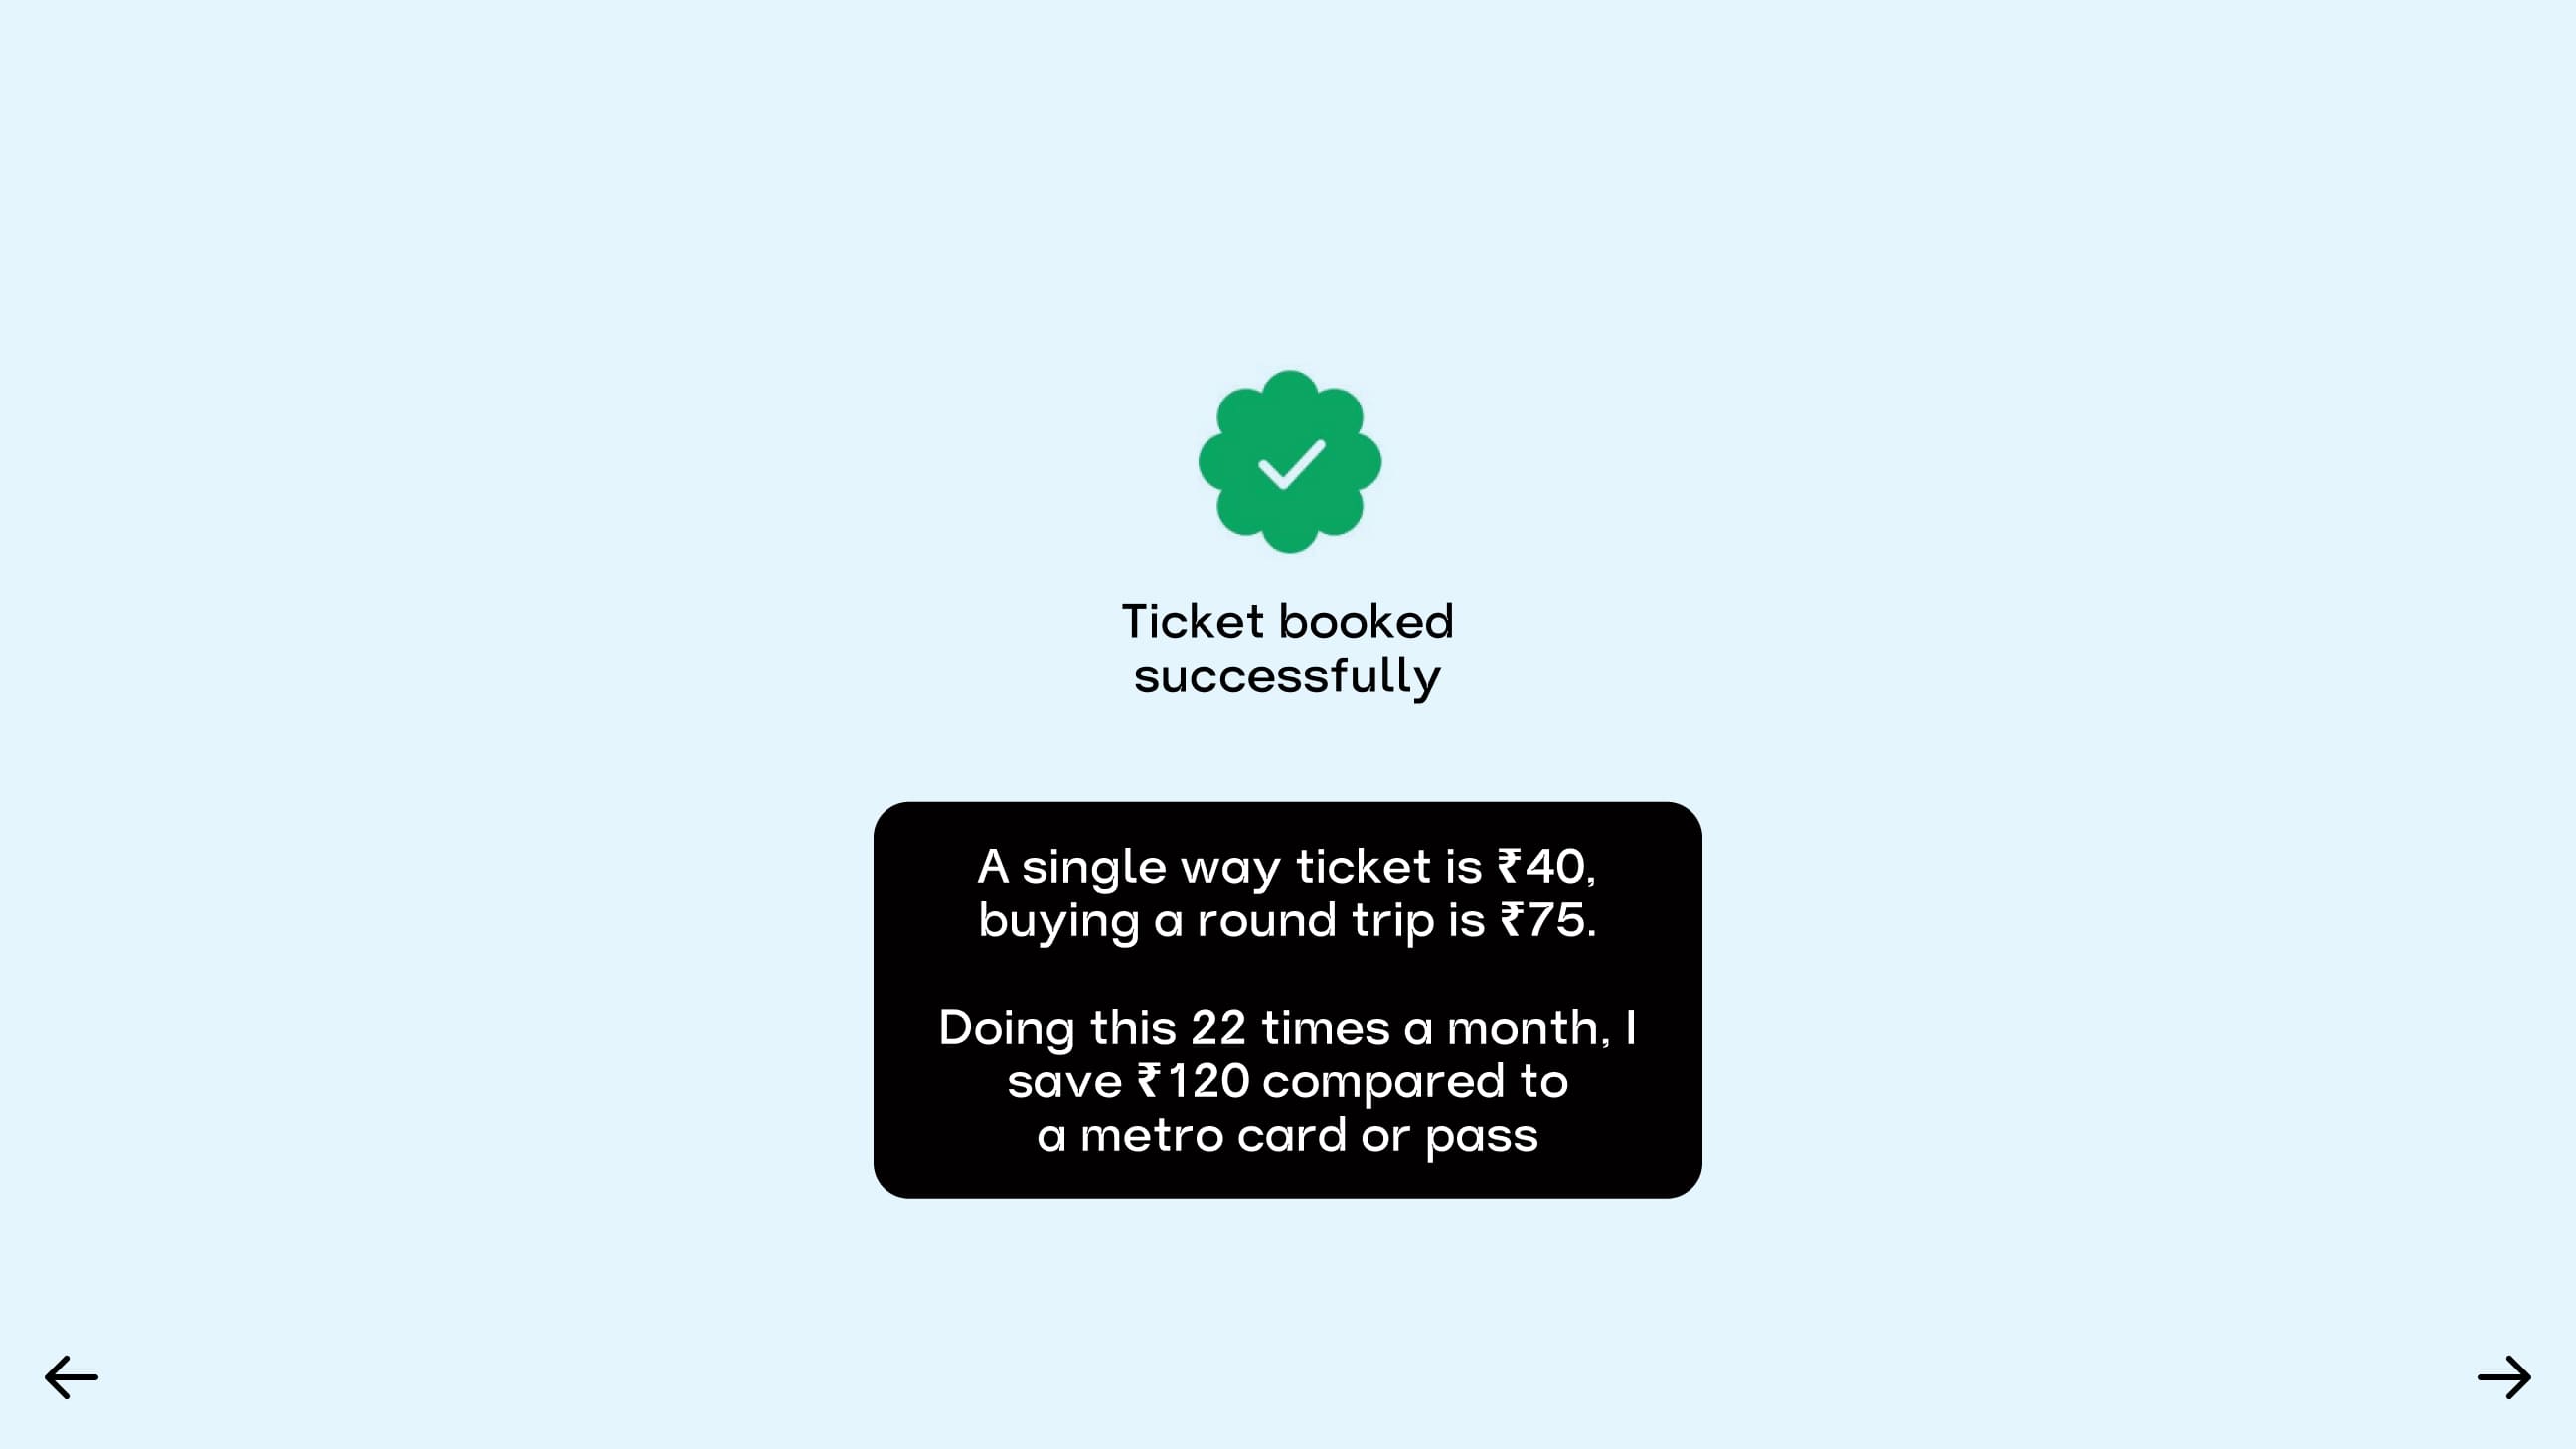 Ticket booked
successfully
A single way ticket is ₹40,
buying a round trip is ₹75.
Doing this 22 times a month, I
save ₹120 compared to
a metro card or pass